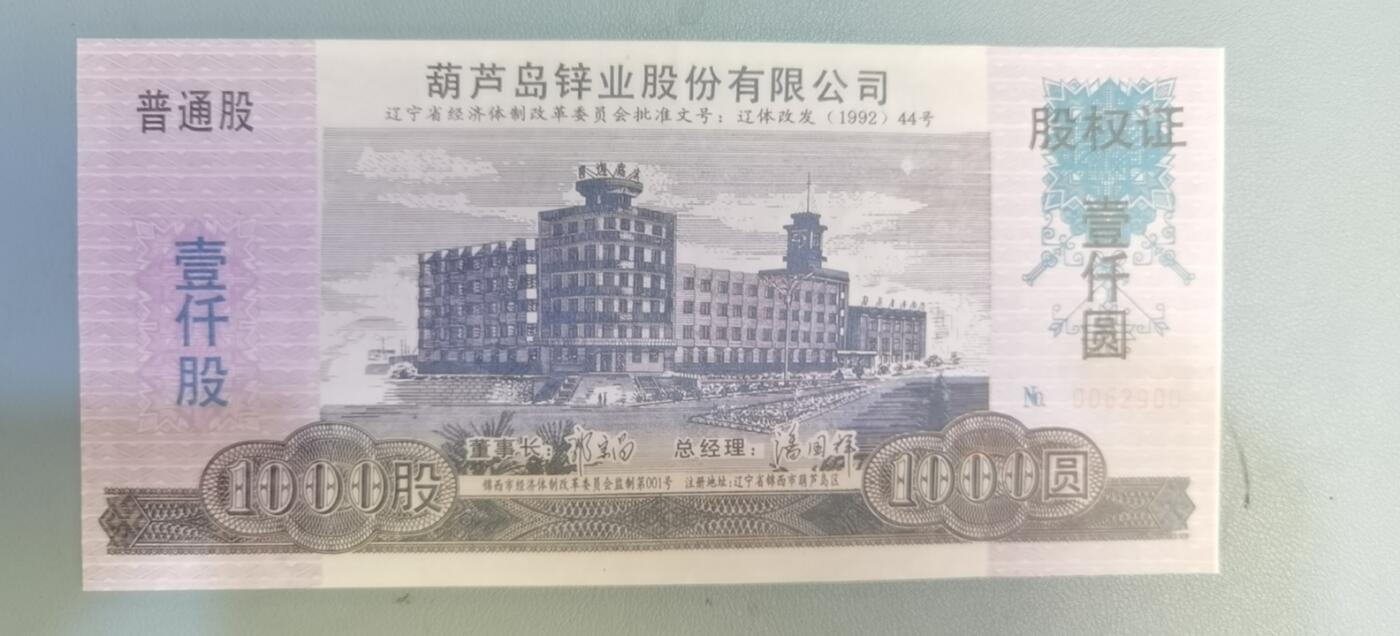 葫芦岛锌业股份有限公司
辽宁省经济体制改革委员会批准文号：辽体改发（1992）44号
普通股
壹仟股
股权证
壹仟圆
№ 0062900
董事长： 总经理：潘国祥
锦西市经济体制改革委员会监制第001号 注册地址：辽宁省锦西市葫芦岛区
1000股
1000圆